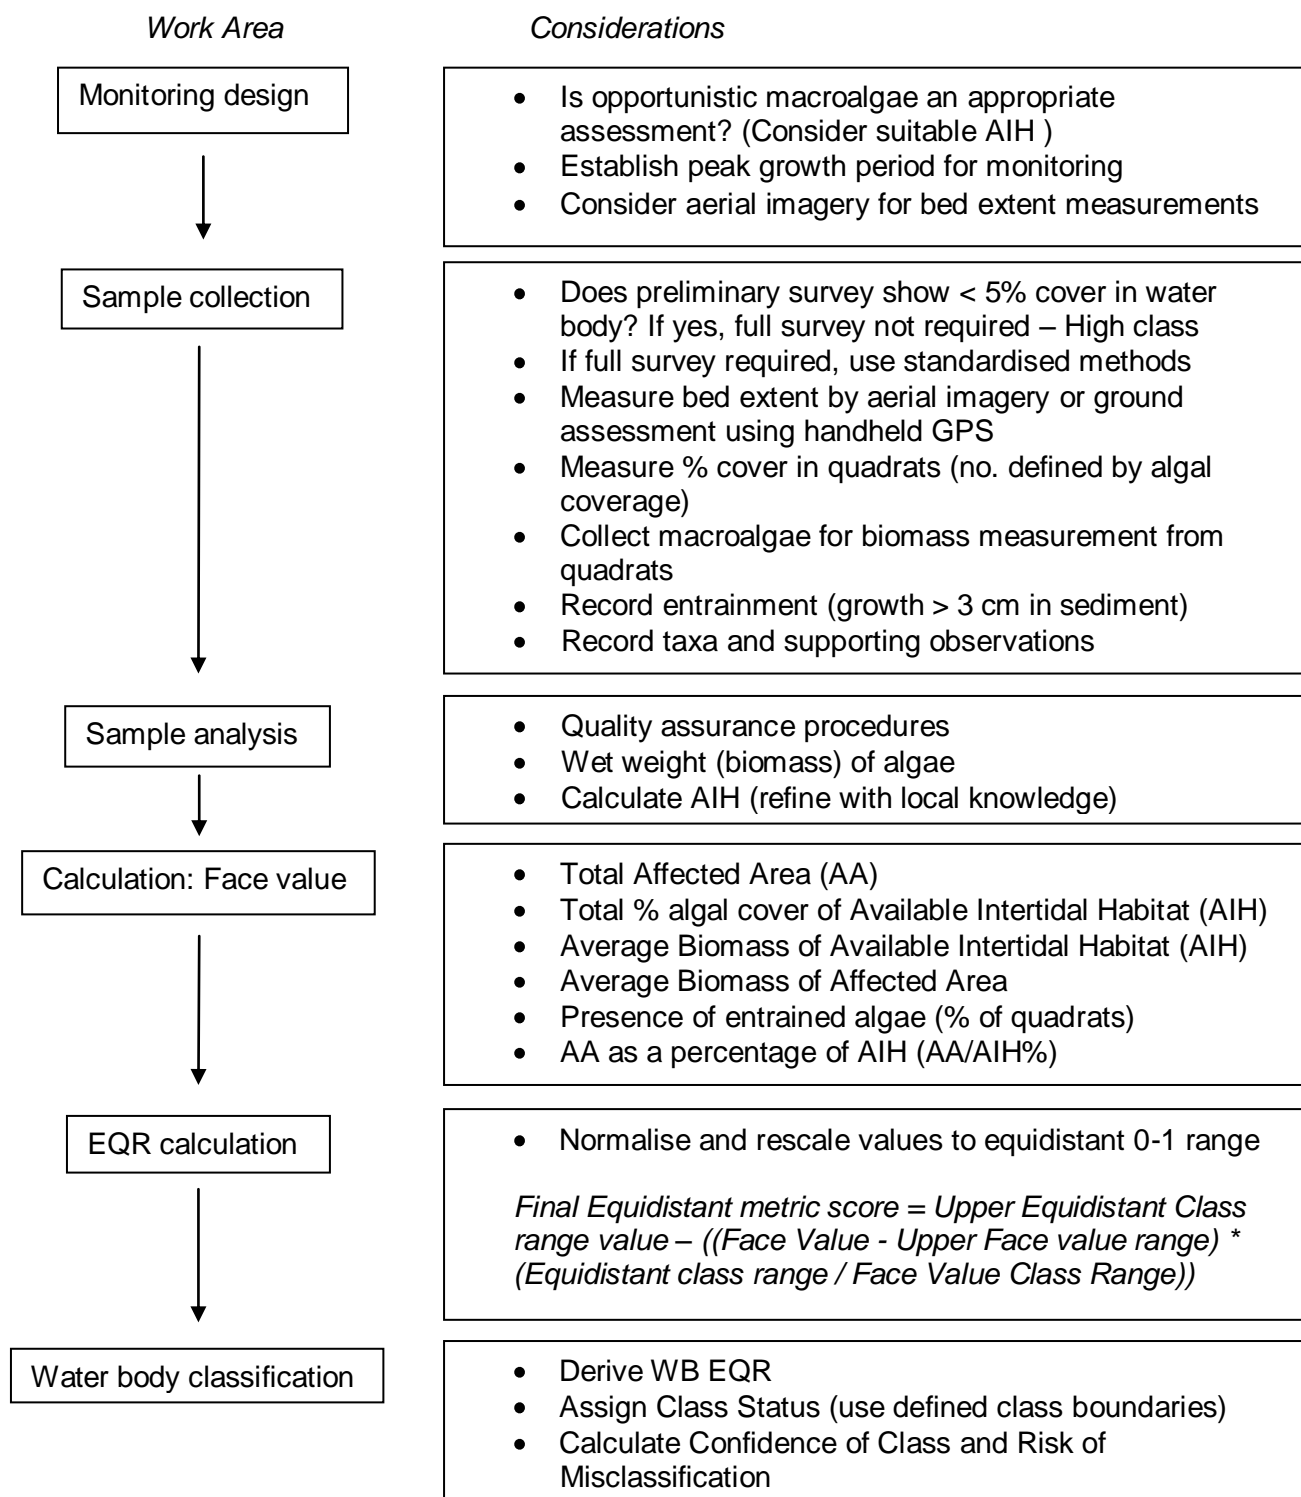 Work Area
Considerations
Monitoring design
• Is opportunistic macroalgae an appropriate
assessment? (Consider suitable AIH )
• Establish peak growth period for monitoring
• Consider aerial imagery for bed extent measurements
Sample collection
• Does preliminary survey show < 5% cover in water
body? If yes, full survey not required – High class
• If full survey required, use standardised methods
• Measure bed extent by aerial imagery or ground
assessment using handheld GPS
• Measure % cover in quadrats (no. defined by algal
coverage)
• Collect macroalgae for biomass measurement from
quadrats
• Record entrainment (growth > 3 cm in sediment)
• Record taxa and supporting observations
Sample analysis
• Quality assurance procedures
• Wet weight (biomass) of algae
• Calculate AIH (refine with local knowledge)
Calculation: Face value
• Total Affected Area (AA)
• Total % algal cover of Available Intertidal Habitat (AIH)
• Average Biomass of Available Intertidal Habitat (AIH)
• Average Biomass of Affected Area
• Presence of entrained algae (% of quadrats)
• AA as a percentage of AIH (AA/AIH%)
EQR calculation
• Normalise and rescale values to equidistant 0-1 range
Final Equidistant metric score = Upper Equidistant Class
range value – ((Face Value - Upper Face value range) *
(Equidistant class range / Face Value Class Range))
Water body classification
• Derive WB EQR
• Assign Class Status (use defined class boundaries)
• Calculate Confidence of Class and Risk of
Misclassification